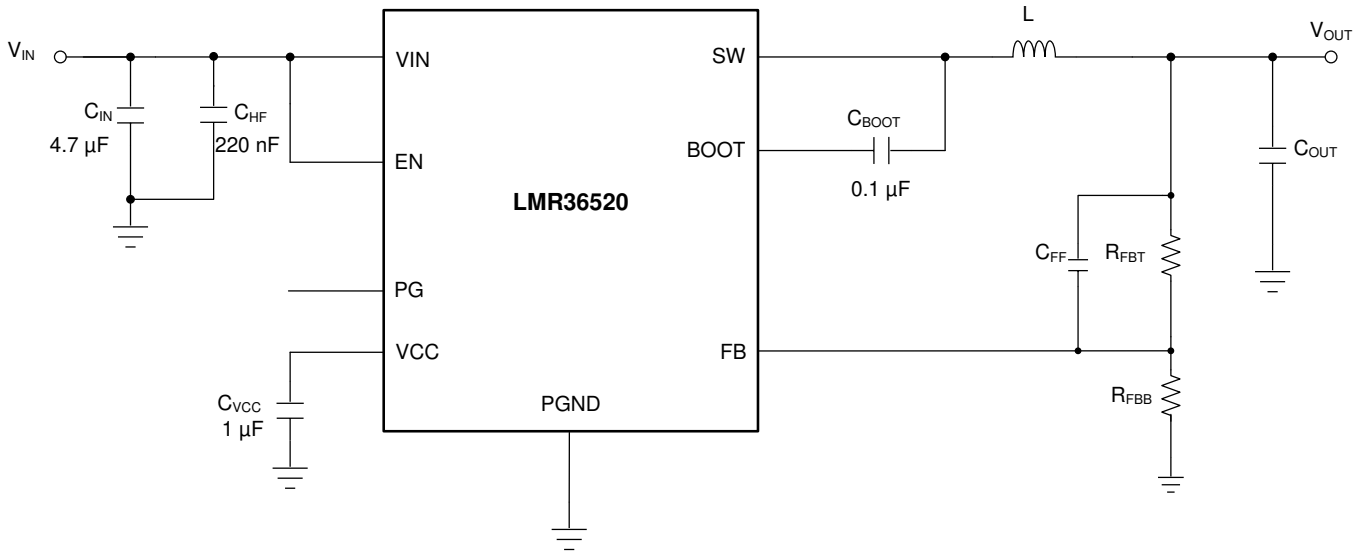 L
V_IN
V_OUT
VIN
SW
C_IN
4.7 µF
C_HF
220 nF
C_BOOT
BOOT
0.1 µF
EN
C_OUT
LMR36520
C_FF
R_FBT
PG
VCC
FB
C_VCC
1 µF
PGND
R_FBB